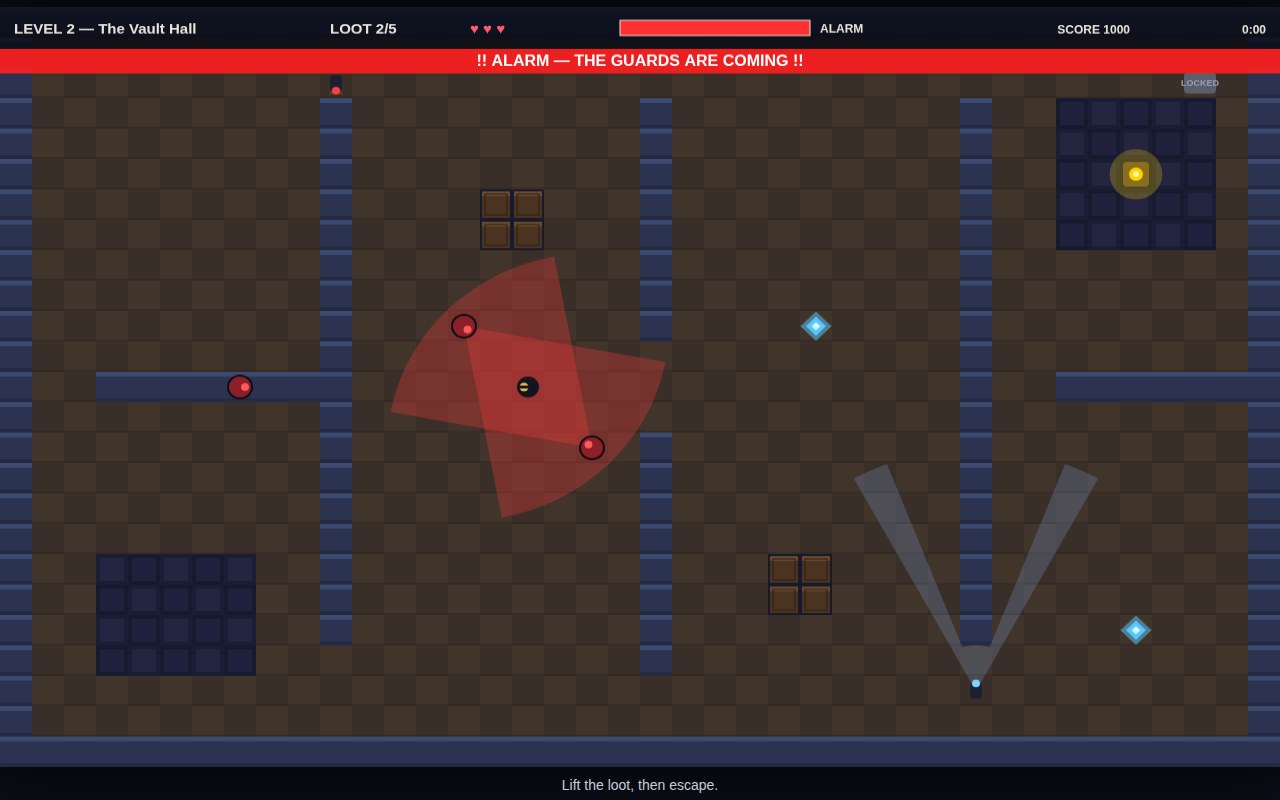 LEVEL 2 — The Vault Hall
LOOT 2/5
♥ ♥ ♥
ALARM
SCORE 1000
0:00
!! ALARM — THE GUARDS ARE COMING !!
LOCKED
Lift the loot, then escape.